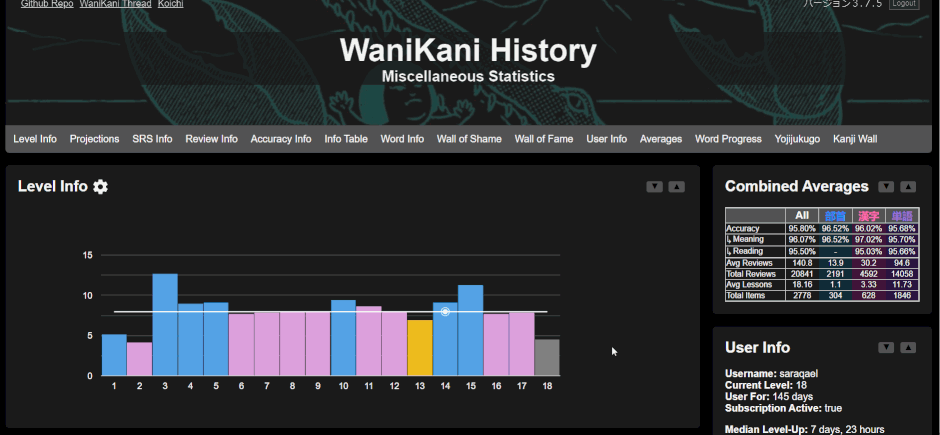 Github Repo WaniKani Thread Koichi
バージョン 3.7.5 Logout
WaniKani History
Miscellaneous Statistics
Level Info Projections SRS Info Review Info Accuracy Info Info Table Word Info Wall of Shame Wall of Fame User Info Averages Word Progress Yojijukugo Kanji Wall
Level Info
15
10
5
0
1 2 3 4 5 6 7 8 9 10 11 12 13 14 15 16 17 18
Combined Averages
All 部首 漢字 単語
Accuracy 95.80% 96.52% 96.02% 95.68%
↳ Meaning 96.07% 96.52% 97.02% 95.70%
↳ Reading 95.50% - 95.03% 95.66%
Avg Reviews 140.8 13.9 30.2 94.6
Total Reviews 20841 2191 4592 14058
Avg Lessons 18.16 1.1 3.33 11.73
Total Items 2778 304 628 1846
User Info
Username: saraqael
Current Level: 18
User For: 145 days
Subscription Active: true
Median Level-Up: 7 days, 23 hours